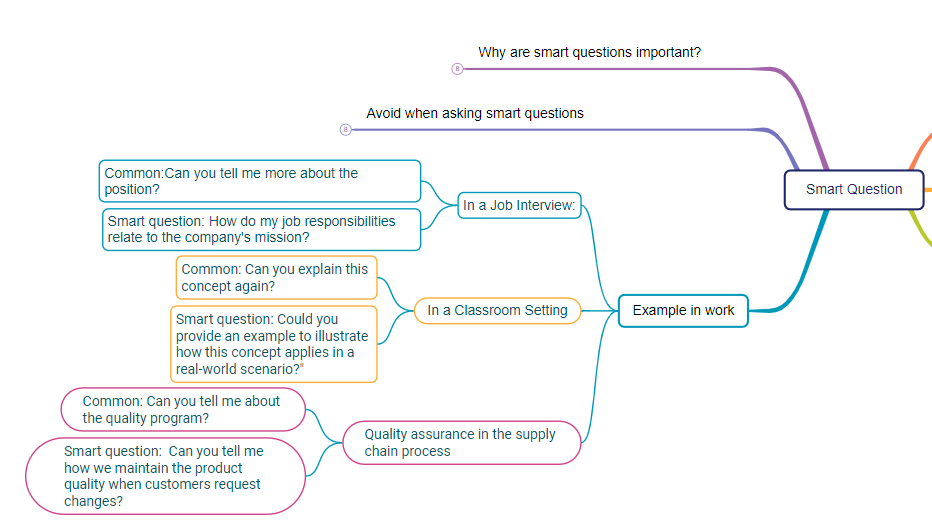 Why are smart questions important?
8
Avoid when asking smart questions
8
Smart Question
Common:Can you tell me more about the
position?
In a Job Interview:
Smart question: How do my job responsibilities
relate to the company's mission?
Common: Can you explain this
concept again?
In a Classroom Setting
Example in work
Smart question: Could you
provide an example to illustrate
how this concept applies in a
real-world scenario?"
Common: Can you tell me about
the quality program?
Quality assurance in the supply
chain process
Smart question:  Can you tell me
how we maintain the product
quality when customers request
changes?